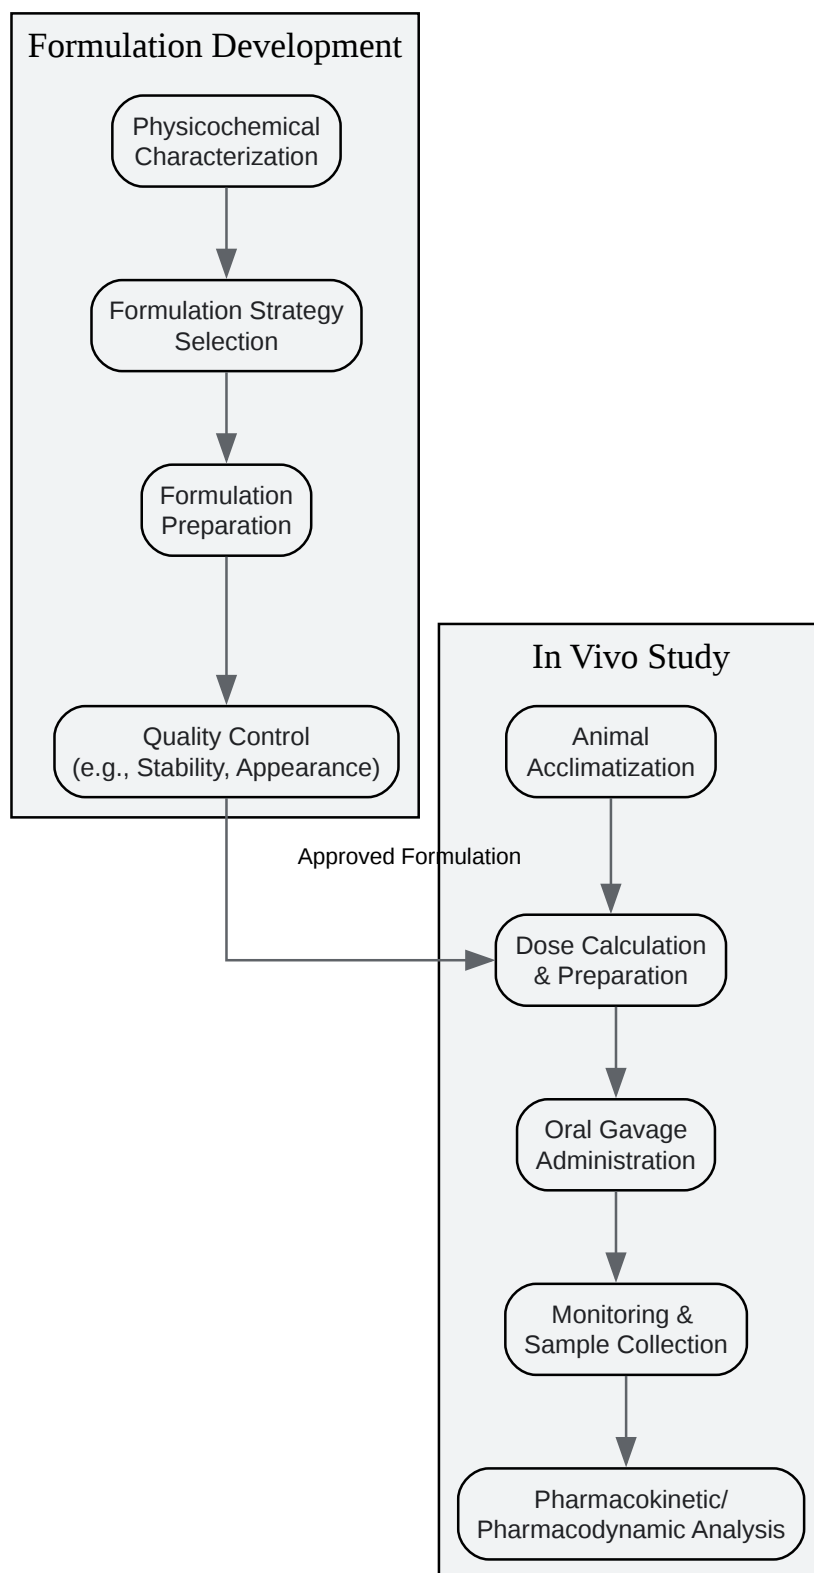 Formulation Development
Physicochemical
Characterization
Formulation Strategy
Selection
Formulation
Preparation
Quality Control
(e.g., Stability, Appearance)
In Vivo Study
Animal
Acclimatization
Approved Formulation
Dose Calculation
& Preparation
Oral Gavage
Administration
Monitoring &
Sample Collection
Pharmacokinetic/
Pharmacodynamic Analysis